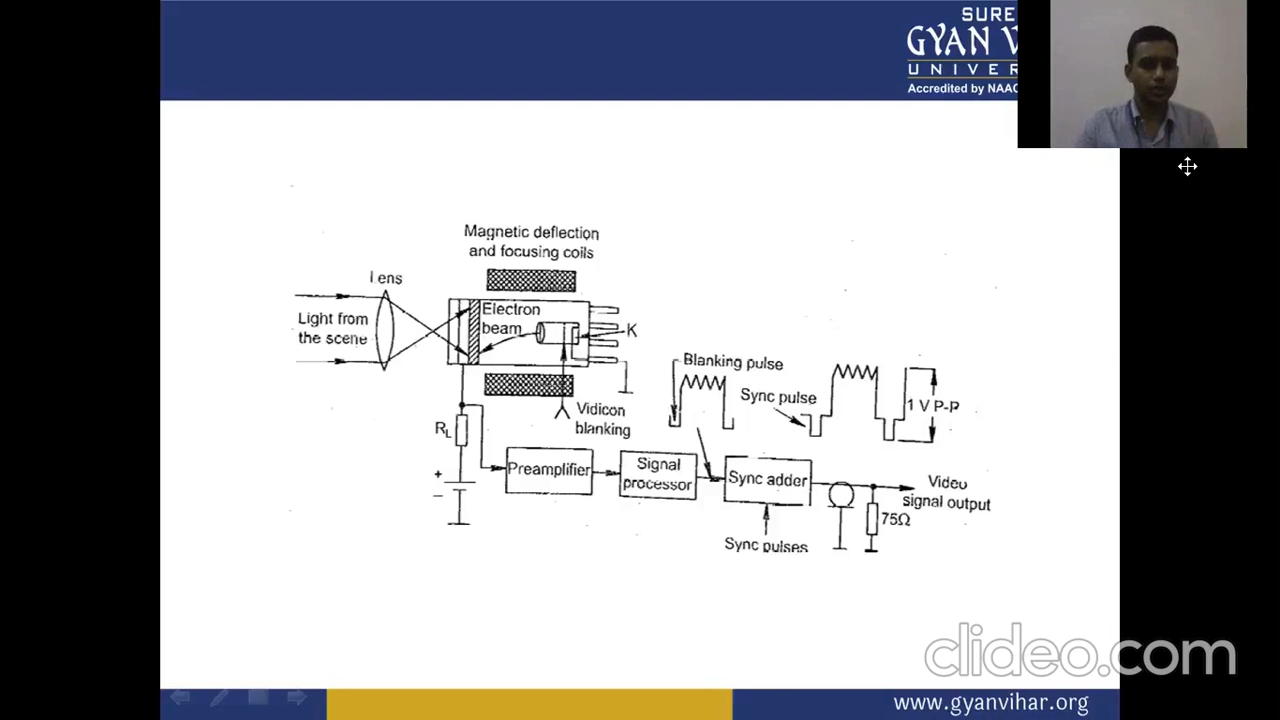 SURE
GYAN V
UNIVER
Accredited by NAAC
Magnetic deflection
and focusing coils
Lens
Light from
the scene
Electron
beam
K
Vidicon
blanking
Blanking pulse
Sync pulse
1 V P-P
RL
+
−
Preamplifier
Signal
processor
Sync adder
Video
signal output
75Ω
Sync pulses
clideo.com
www.gyanvihar.org